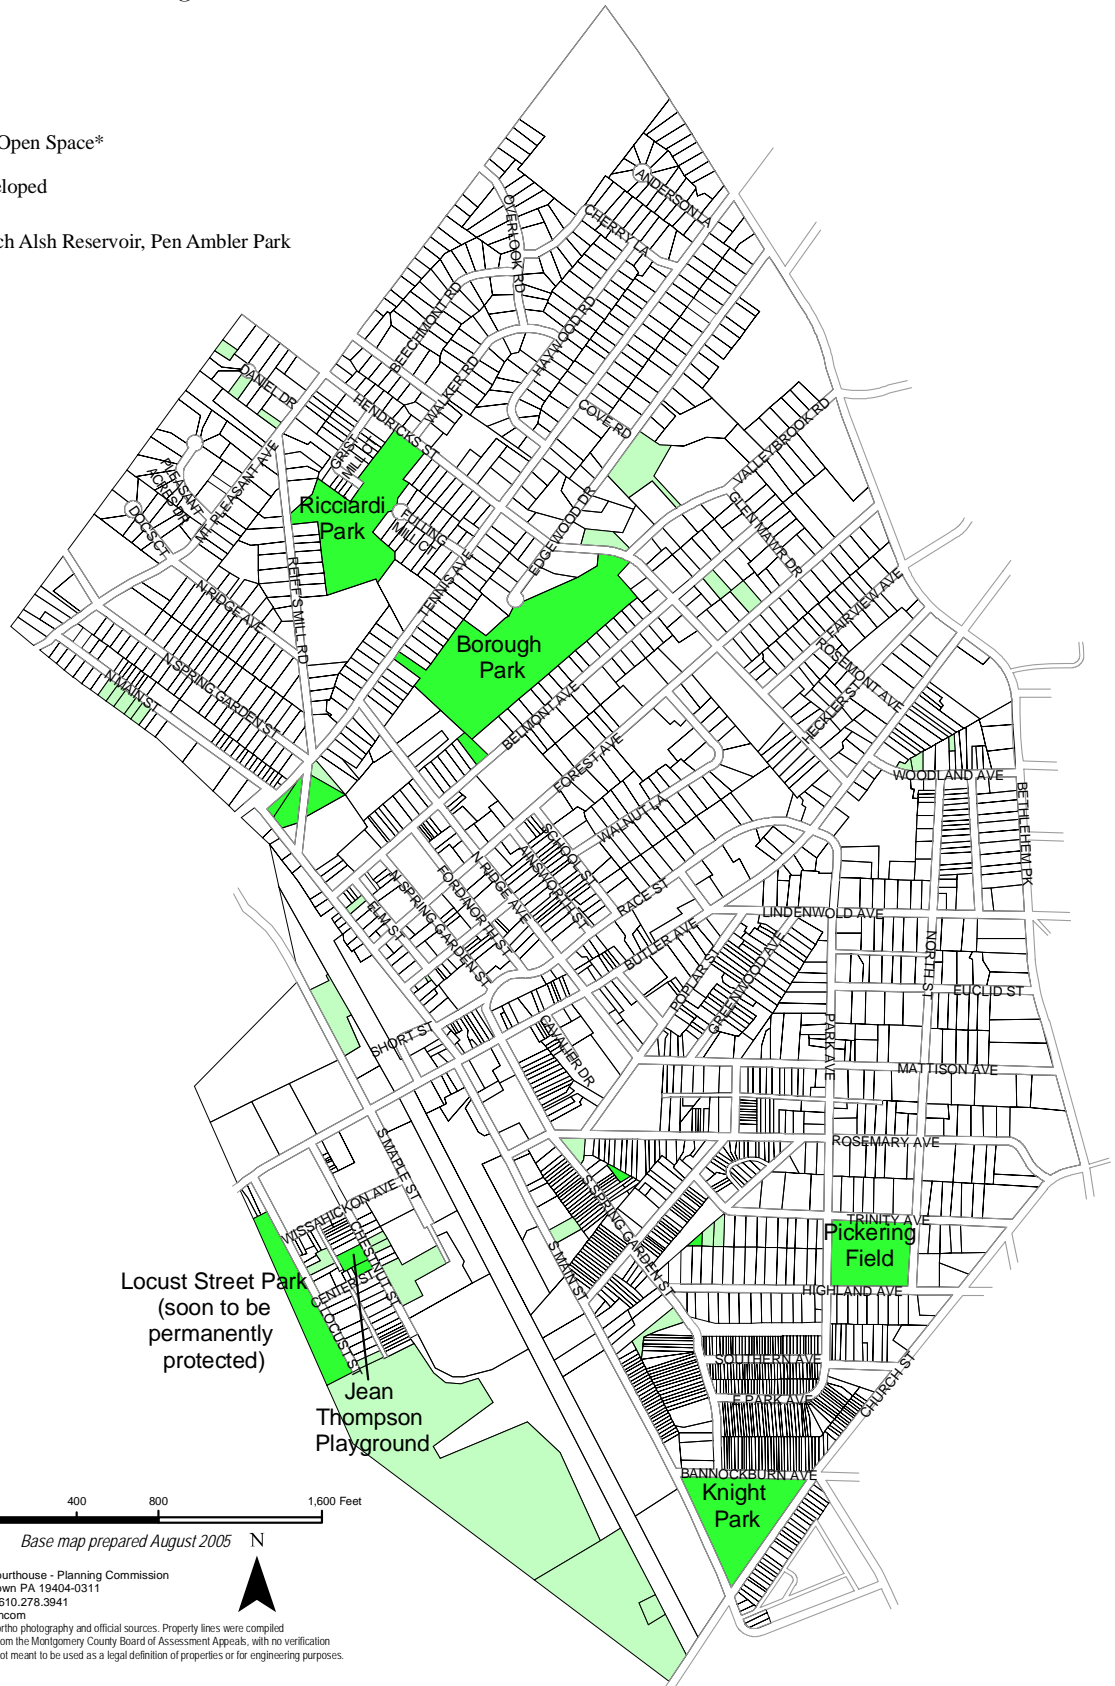 Open Space*
eloped
ch Alsh Reservoir, Pen Ambler Park
ANDERSON LA
CHERRY LA
OVERLOOK RD
BEECHMONT RD
HAYWOOD RD
WALKER RD
DANIEL DR
HENDRICKS ST
COVE RD
VALLEYBROOK RD
GRIST
MILL CT
PLEASANT
ACRES DR
MT PLEASANT AVE
DOCS CT
Ricciardi
Park
FULLING
MILL CT
EDGEWOOD DR
GLEN MAWR DR
TENNIS AVE
REIFFS MILL RD
N RIDGE AVE
FAIRVIEW AVE
ROSEMONT AVE
HECKLER ST
Borough
Park
N SPRING GARDEN ST
N MAIN ST
BELMONT AVE
FOREST AVE
WOODLAND AVE
BETHLEHEM PK
WALNUT LA
SCHOOL S
AINSWORTH ST
N RIDGE AVE
FORD NORTH ST
N SPRING GARDEN ST
ELM ST
RACE ST
LINDENWOLD AVE
BUTLER AVE
NORTH ST
POPLAR ST
GREENWOOD AVE
EUCLID ST
SHORT ST
CAVALIER DR
PARK AVE
MATTISON AVE
ROSEMARY AVE
S MAPLE ST
WISSAHICKON AVE
CHESTNUT ST
S SPRING GARDEN ST
S MAIN ST
TRINITY AVE
Pickering
Field
HIGHLAND AVE
CENTER ST
LOCUST ST
Locust Street Park
(soon to be
permanently
protected)
Jean
Thompson
Playground
SOUTHERN AVE
E PARK AVE
CHURCH ST
BANNOCKBURN AVE
Knight
Park
400 800 1,600 Feet
Base map prepared August 2005
N
ourthouse - Planning Commission
own PA 19404-0311
610.278.3941
ncom
ortho photography and official sources. Property lines were compiled
om the Montgomery County Board of Assessment Appeals, with no verification
ot meant to be used as a legal definition of properties or for engineering purposes.